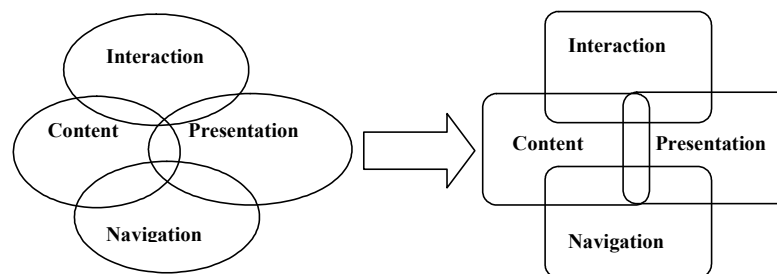 Interaction
Content Presentation
Navigation
Interaction
Content Presentation
Navigation